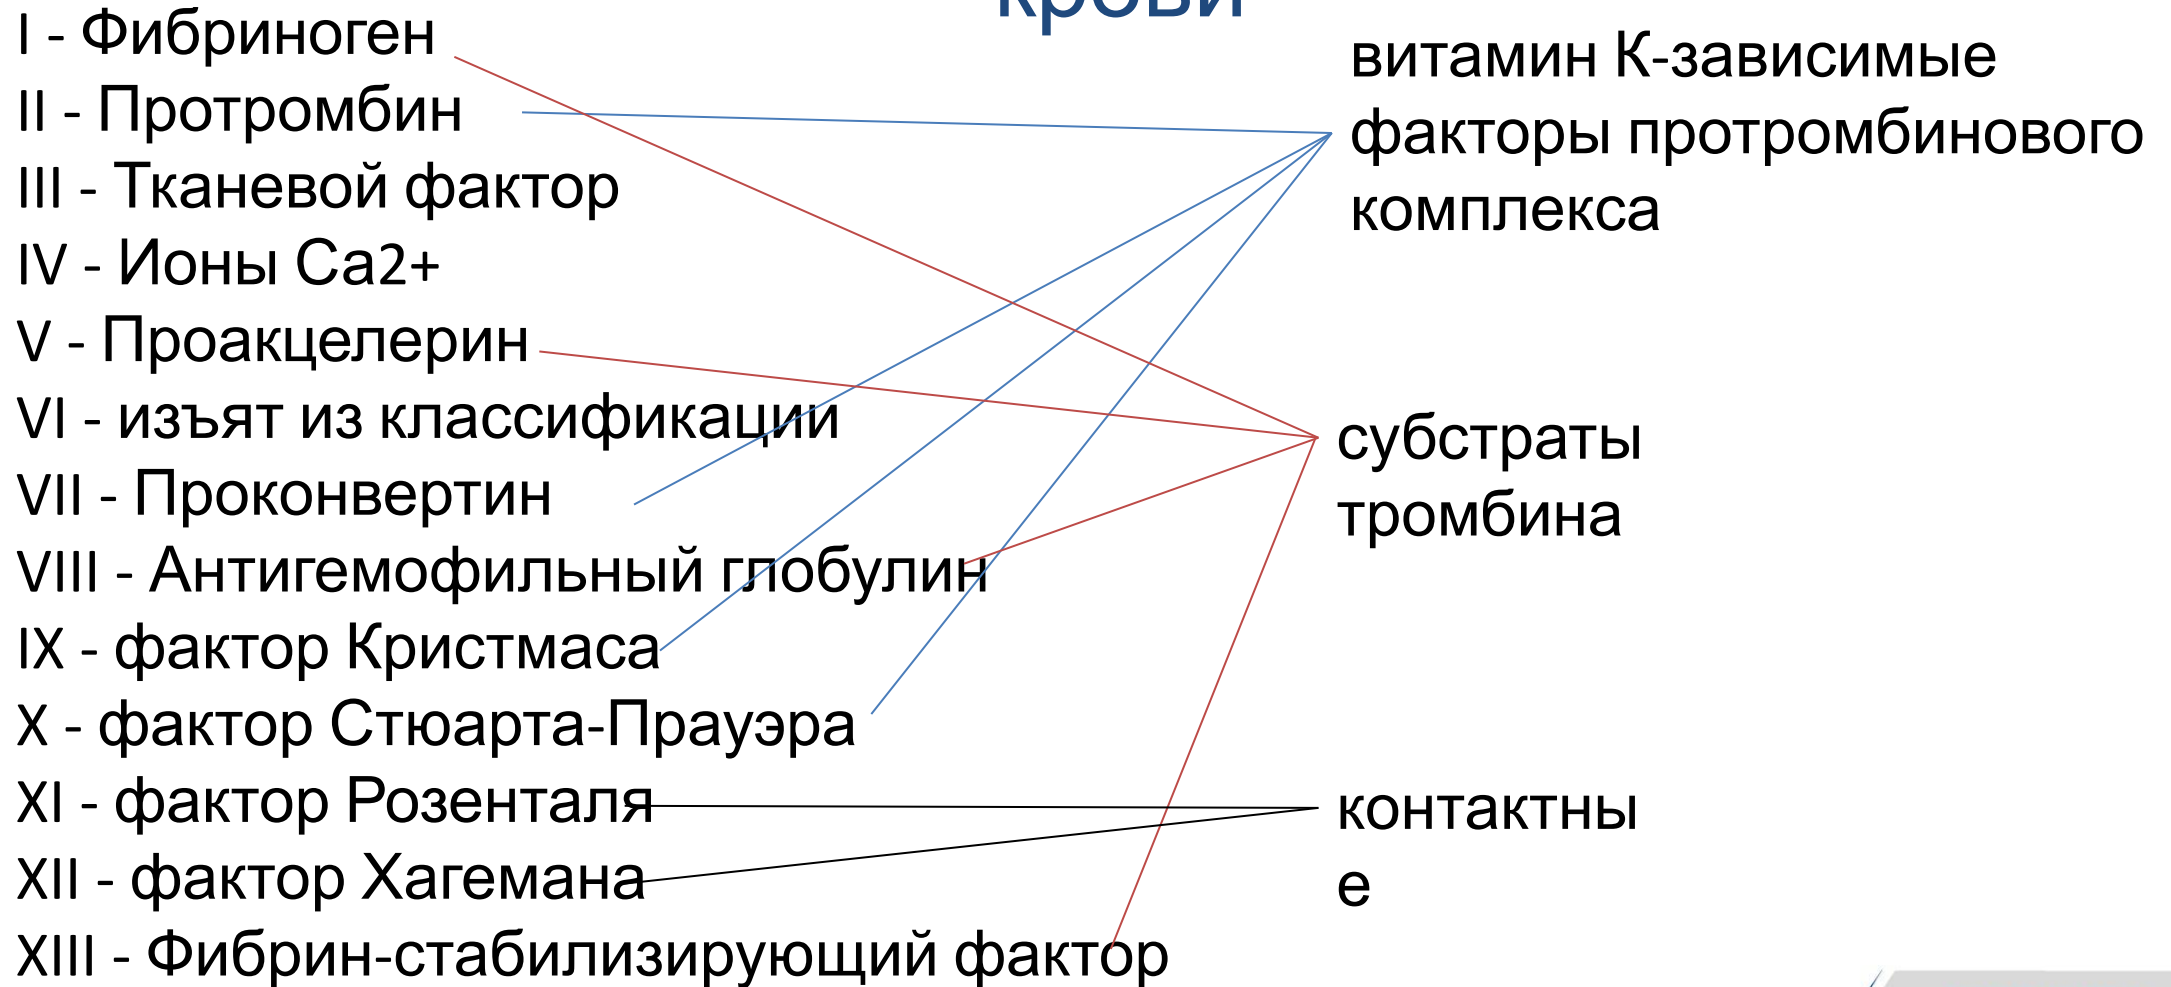 крови
I - Фибриноген
II - Протромбин
III - Тканевой фактор
IV - Ионы Ca2+
V - Проакцелерин
VI - изъят из классификации
VII - Проконвертин
VIII - Антигемофильный глобулин
IX - фактор Кристмаса
X - фактор Стюарта-Прауэра
XI - фактор Розенталя
XII - фактор Хагемана
XIII - Фибрин-стабилизирующий фактор
витамин К-зависимые
факторы протромбинового
комплекса
субстраты
тромбина
контактны
е